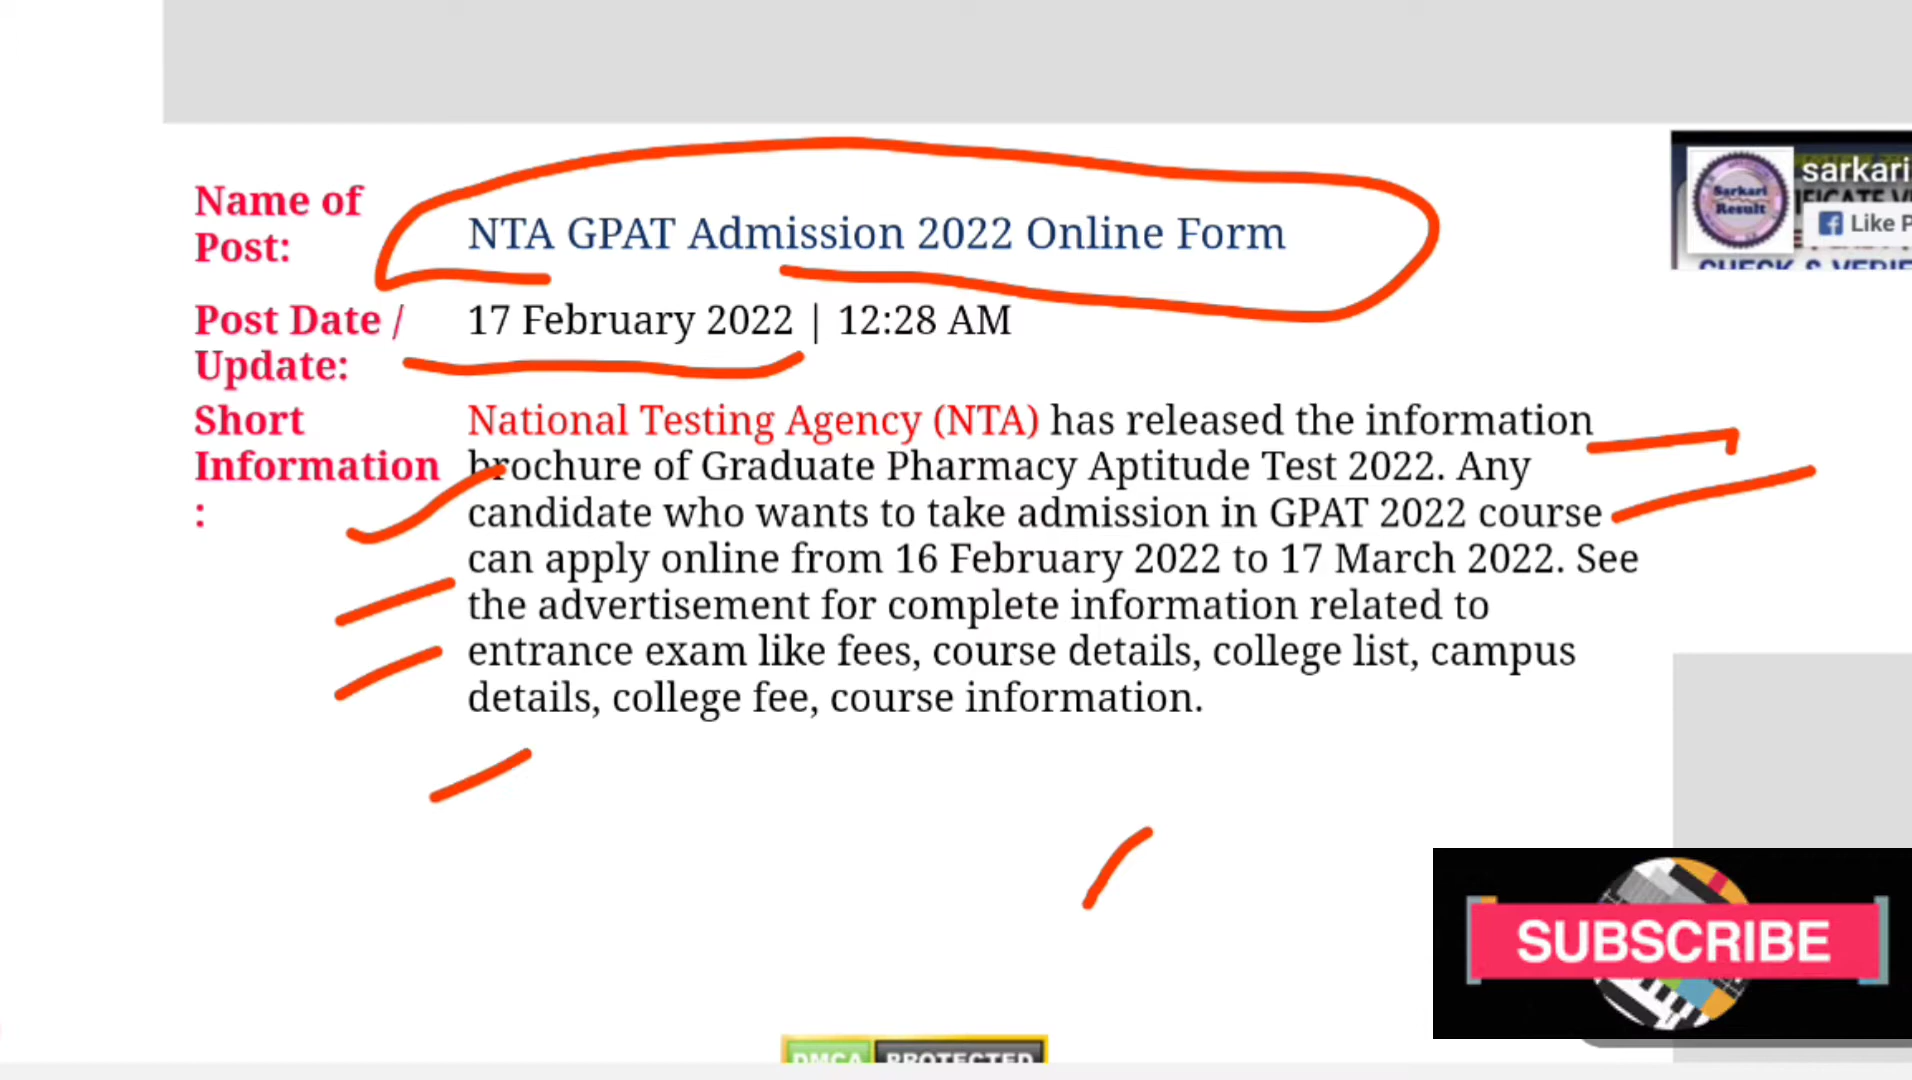 Name of
Post:
NTA GPAT Admission 2022 Online Form
Post Date /
Update:
17 February 2022 | 12:28 AM
Short
Information
:
National Testing Agency (NTA) has released the information
brochure of Graduate Pharmacy Aptitude Test 2022. Any
candidate who wants to take admission in GPAT 2022 course
can apply online from 16 February 2022 to 17 March 2022. See
the advertisement for complete information related to
entrance exam like fees, course details, college list, campus
details, college fee, course information.
sarkari
Sarkari
Result
Like P
SUBSCRIBE
DMCA PROTECTED